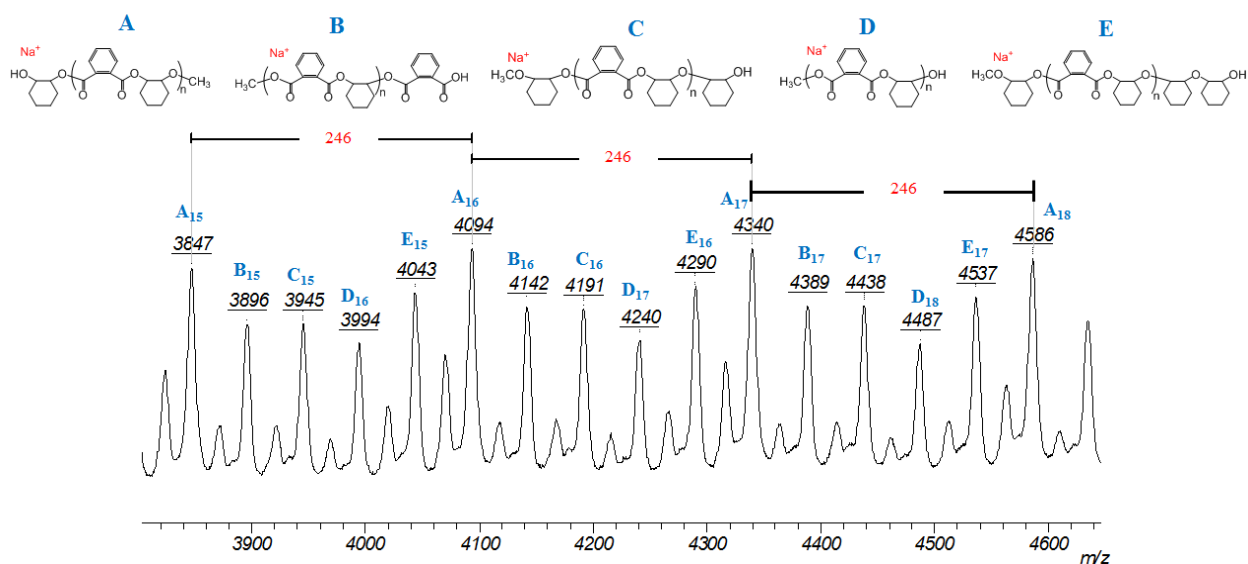 A B C D E
Na+ HO O O O O O n CH3
Na+ H3C O O O O n O O O OH
Na+ H3CO O O O O O n OH
Na+ H3C O O O O OH n
Na+ H3CO O O O O O n O OH
246
246
246
A15
3847
B15
3896
C15
3945
D16
3994
E15
4043
A16
4094
B16
4142
C16
4191
D17
4240
E16
4290
A17
4340
B17
4389
C17
4438
D18
4487
E17
4537
A18
4586
3900 4000 4100 4200 4300 4400 4500 4600
m/z